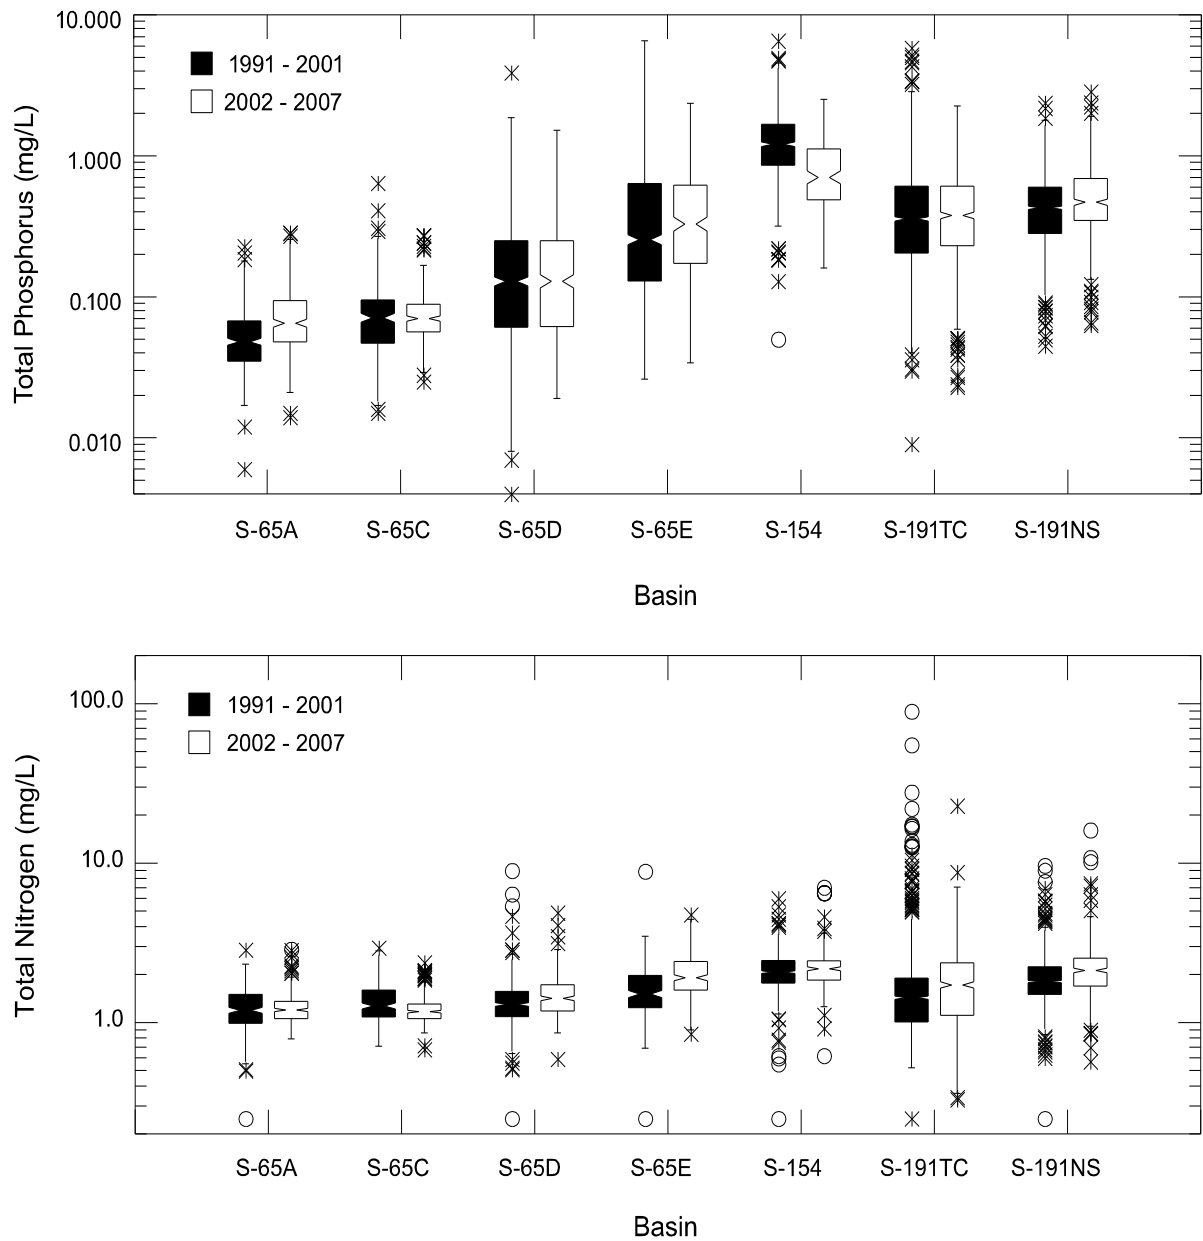 10.000
1991 - 2001
2002 - 2007
1.000
0.100
0.010
Total Phosphorus (mg/L)
S-65A S-65C S-65D S-65E S-154 S-191TC S-191NS
Basin
100.0
1991 - 2001
2002 - 2007
10.0
1.0
Total Nitrogen (mg/L)
S-65A S-65C S-65D S-65E S-154 S-191TC S-191NS
Basin